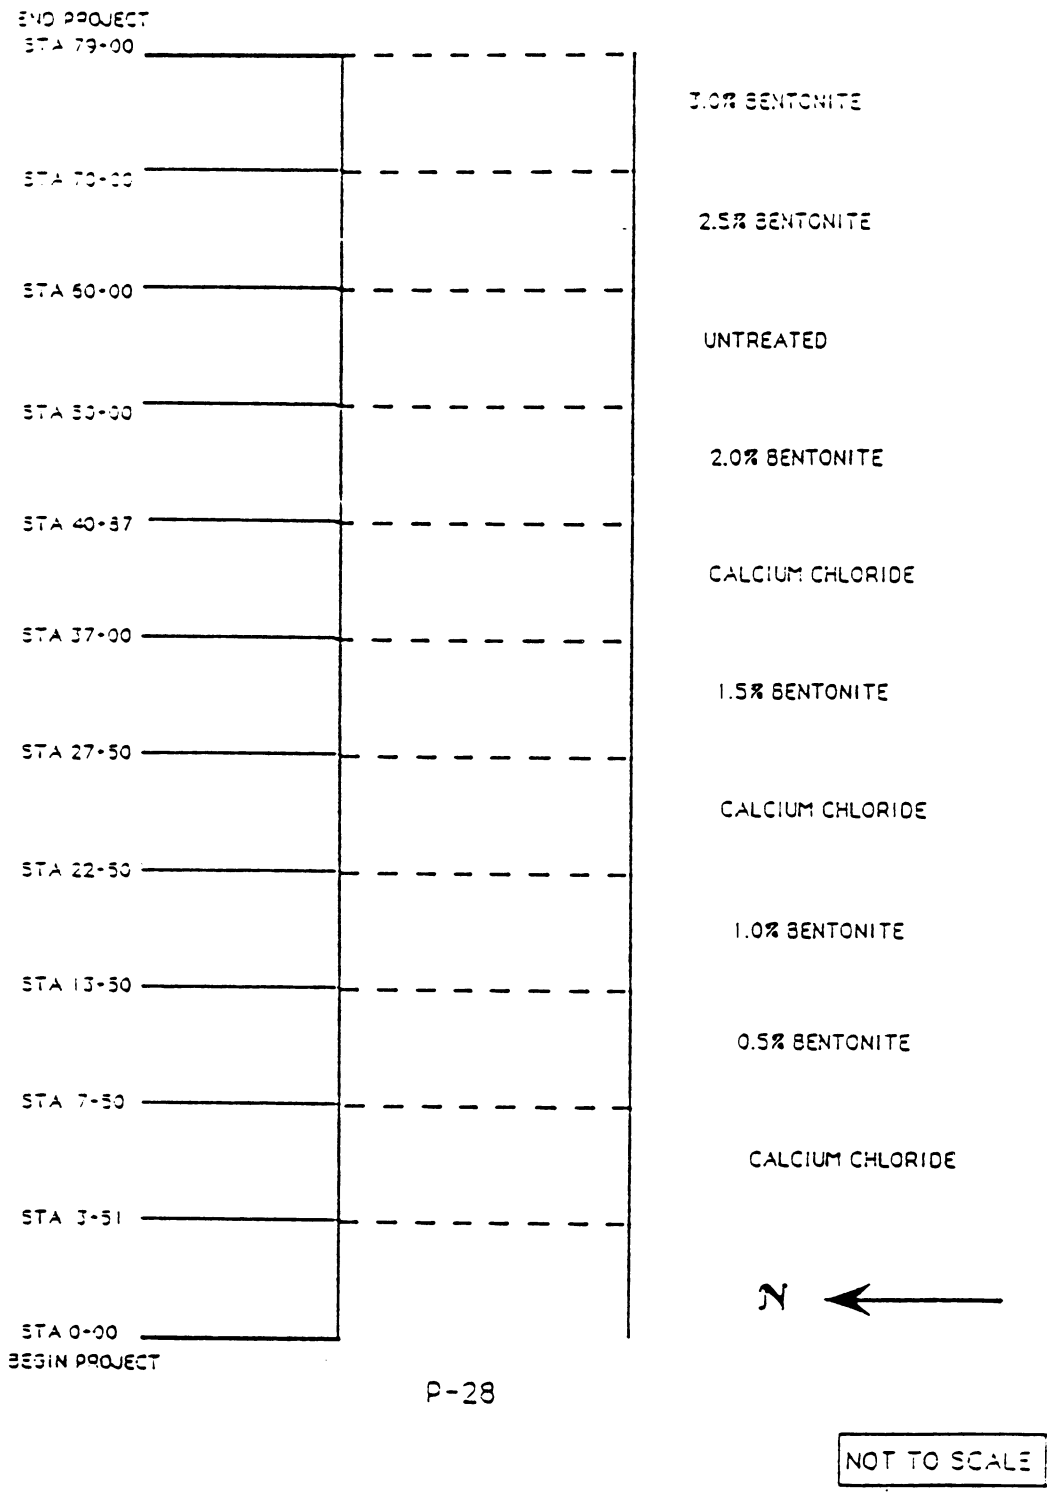 END PROJECT
STA 79+00
3.0% BENTONITE
STA 70+00
2.5% BENTONITE
STA 60+00
UNTREATED
STA 50+00
2.0% BENTONITE
STA 40+87
CALCIUM CHLORIDE
STA 37+00
1.5% BENTONITE
STA 27+50
CALCIUM CHLORIDE
STA 22+50
1.0% BENTONITE
STA 13+50
0.5% BENTONITE
STA 7+50
CALCIUM CHLORIDE
STA 3+51
N
STA 0+00
BEGIN PROJECT
P-28
NOT TO SCALE